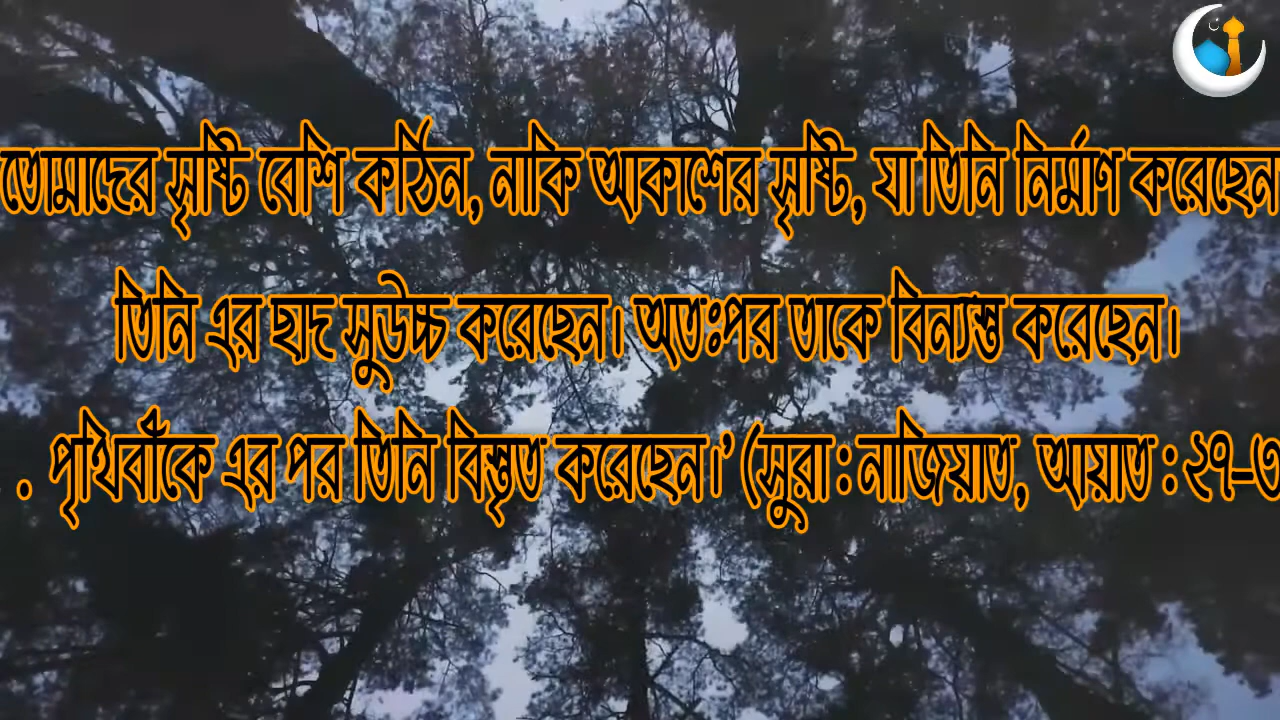 তোমাদের সৃষ্টি বেশি কঠিন, নাকি আকাশের সৃষ্টি, যা তিনি নির্মাণ করেছেন
তিনি এর ছাদ সুউচ্চ করেছেন। অতঃপর তাকে বিন্যস্ত করেছেন।
. পৃথিবীকে এর পর তিনি বিস্তৃত করেছেন।’ (সুরা : নাজিয়াত, আয়াত : ২৭-৩